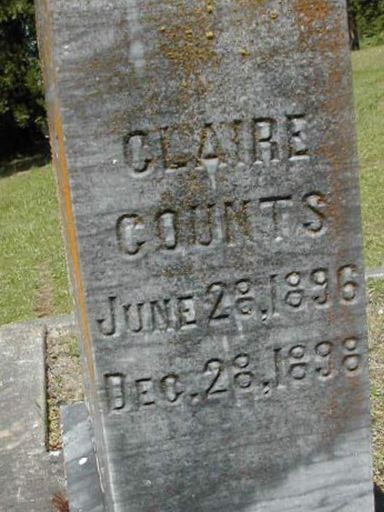 CLAIRE
COUNTS
JUNE 28, 1896
DEC. 28, 1898